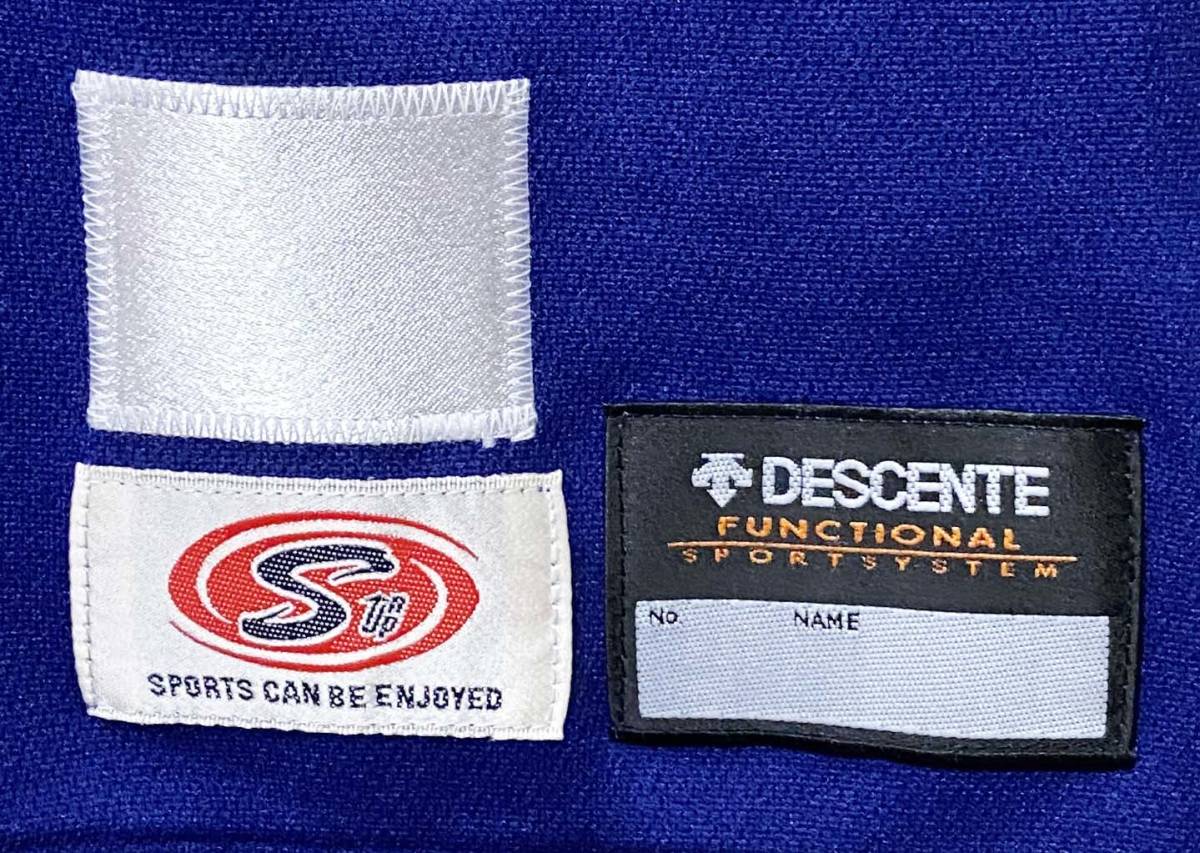 S
UP
SPORTS CAN BE ENJOYED
DESCENTE
FUNCTIONAL
SPORTSYSTEM
No NAME